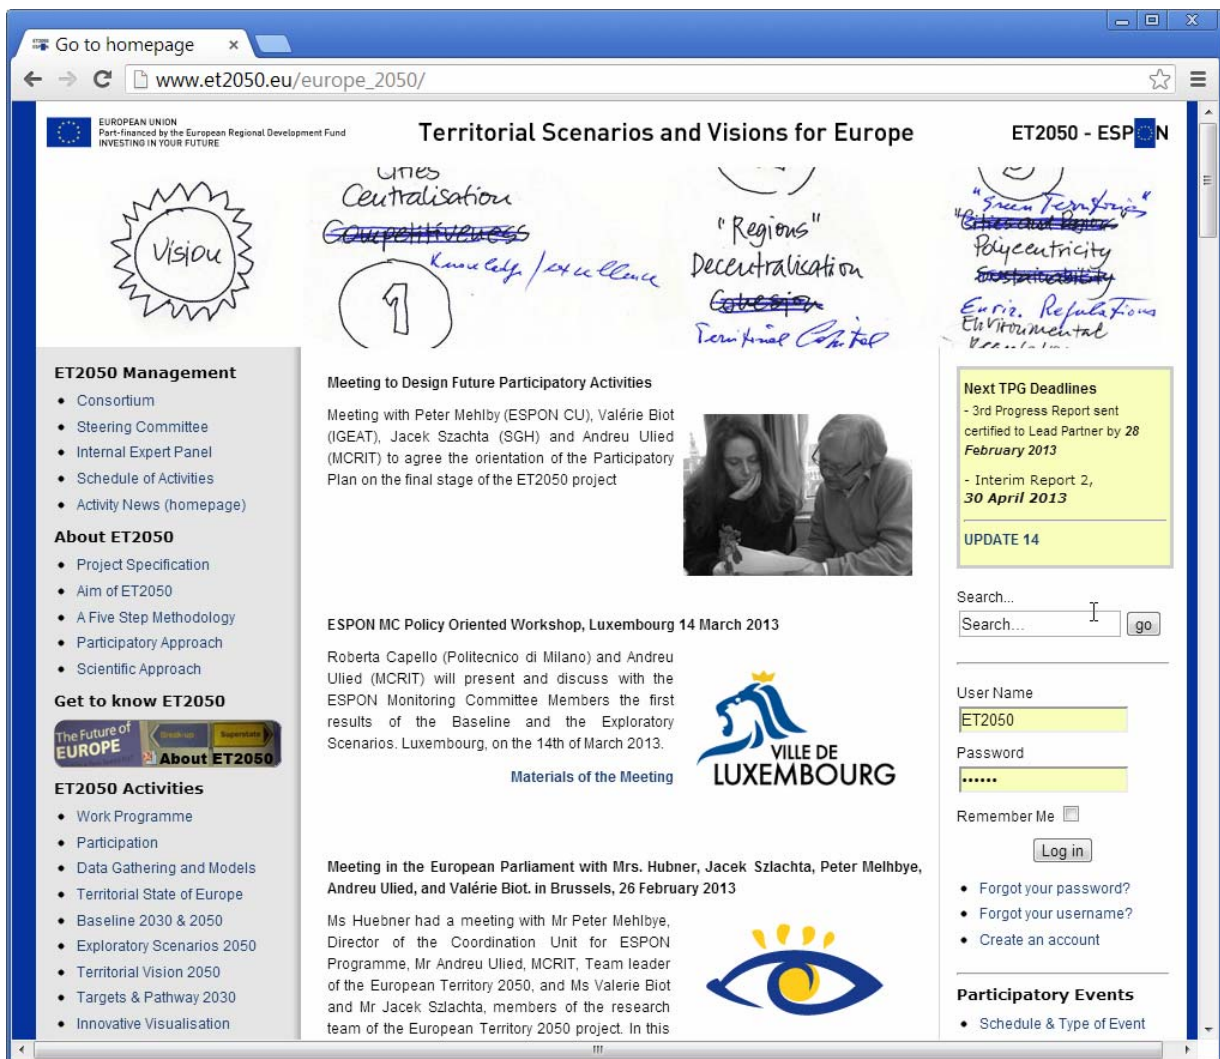 Go to homepage
www.et2050.eu/europe_2050/
EUROPEAN UNION
Part-financed by the European Regional Development Fund
INVESTING IN YOUR FUTURE
Territorial Scenarios and Visions for Europe
ET2050 - ESPON
Vision
Cities
Centralisation
Competitiveness
Knowledge/excellence
1
"Regions"
Decentralisation
Cohesion
Territorial Capital
"Green Territories"
"Cities and Regions
Polycentricity
Sustainability
Envir. Regulations
Environmental
ET2050 Management
Consortium
Steering Committee
Internal Expert Panel
Schedule of Activities
Activity News (homepage)
About ET2050
Project Specification
Aim of ET2050
A Five Step Methodology
Participatory Approach
Scientific Approach
Get to know ET2050
The Future of
EUROPE
Break-up
Superstate
About ET2050
ET2050 Activities
Work Programme
Participation
Data Gathering and Models
Territorial State of Europe
Baseline 2030 & 2050
Exploratory Scenarios 2050
Territorial Vision 2050
Targets & Pathway 2030
Innovative Visualisation
Meeting to Design Future Participatory Activities
Meeting with Peter Mehlby (ESPON CU), Valérie Biot
(IGEAT), Jacek Szachta (SGH) and Andreu Ulied
(MCRIT) to agree the orientation of the Participatory
Plan on the final stage of the ET2050 project
ESPON MC Policy Oriented Workshop, Luxembourg 14 March 2013
Roberta Capello (Politecnico di Milano) and Andreu
Ulied (MCRIT) will present and discuss with the
ESPON Monitoring Committee Members the first
results of the Baseline and the Exploratory
Scenarios. Luxembourg, on the 14th of March 2013.
Materials of the Meeting
VILLE DE
LUXEMBOURG
Meeting in the European Parliament with Mrs. Hubner, Jacek Szlachta, Peter Melhbye,
Andreu Ulied, and Valérie Biot. in Brussels, 26 February 2013
Ms Huebner had a meeting with Mr Peter Mehlbye,
Director of the Coordination Unit for ESPON
Programme, Mr Andreu Ulied, MCRIT, Team leader
of the European Territory 2050, and Ms Valerie Biot
and Mr Jacek Szlachta, members of the research
team of the European Territory 2050 project. In this
Next TPG Deadlines
- 3rd Progress Report sent
certified to Lead Partner by 28
February 2013
- Interim Report 2,
30 April 2013
UPDATE 14
Search...
Search...
go
User Name
ET2050
Password
Remember Me
Log in
Forgot your password?
Forgot your username?
Create an account
Participatory Events
Schedule & Type of Event